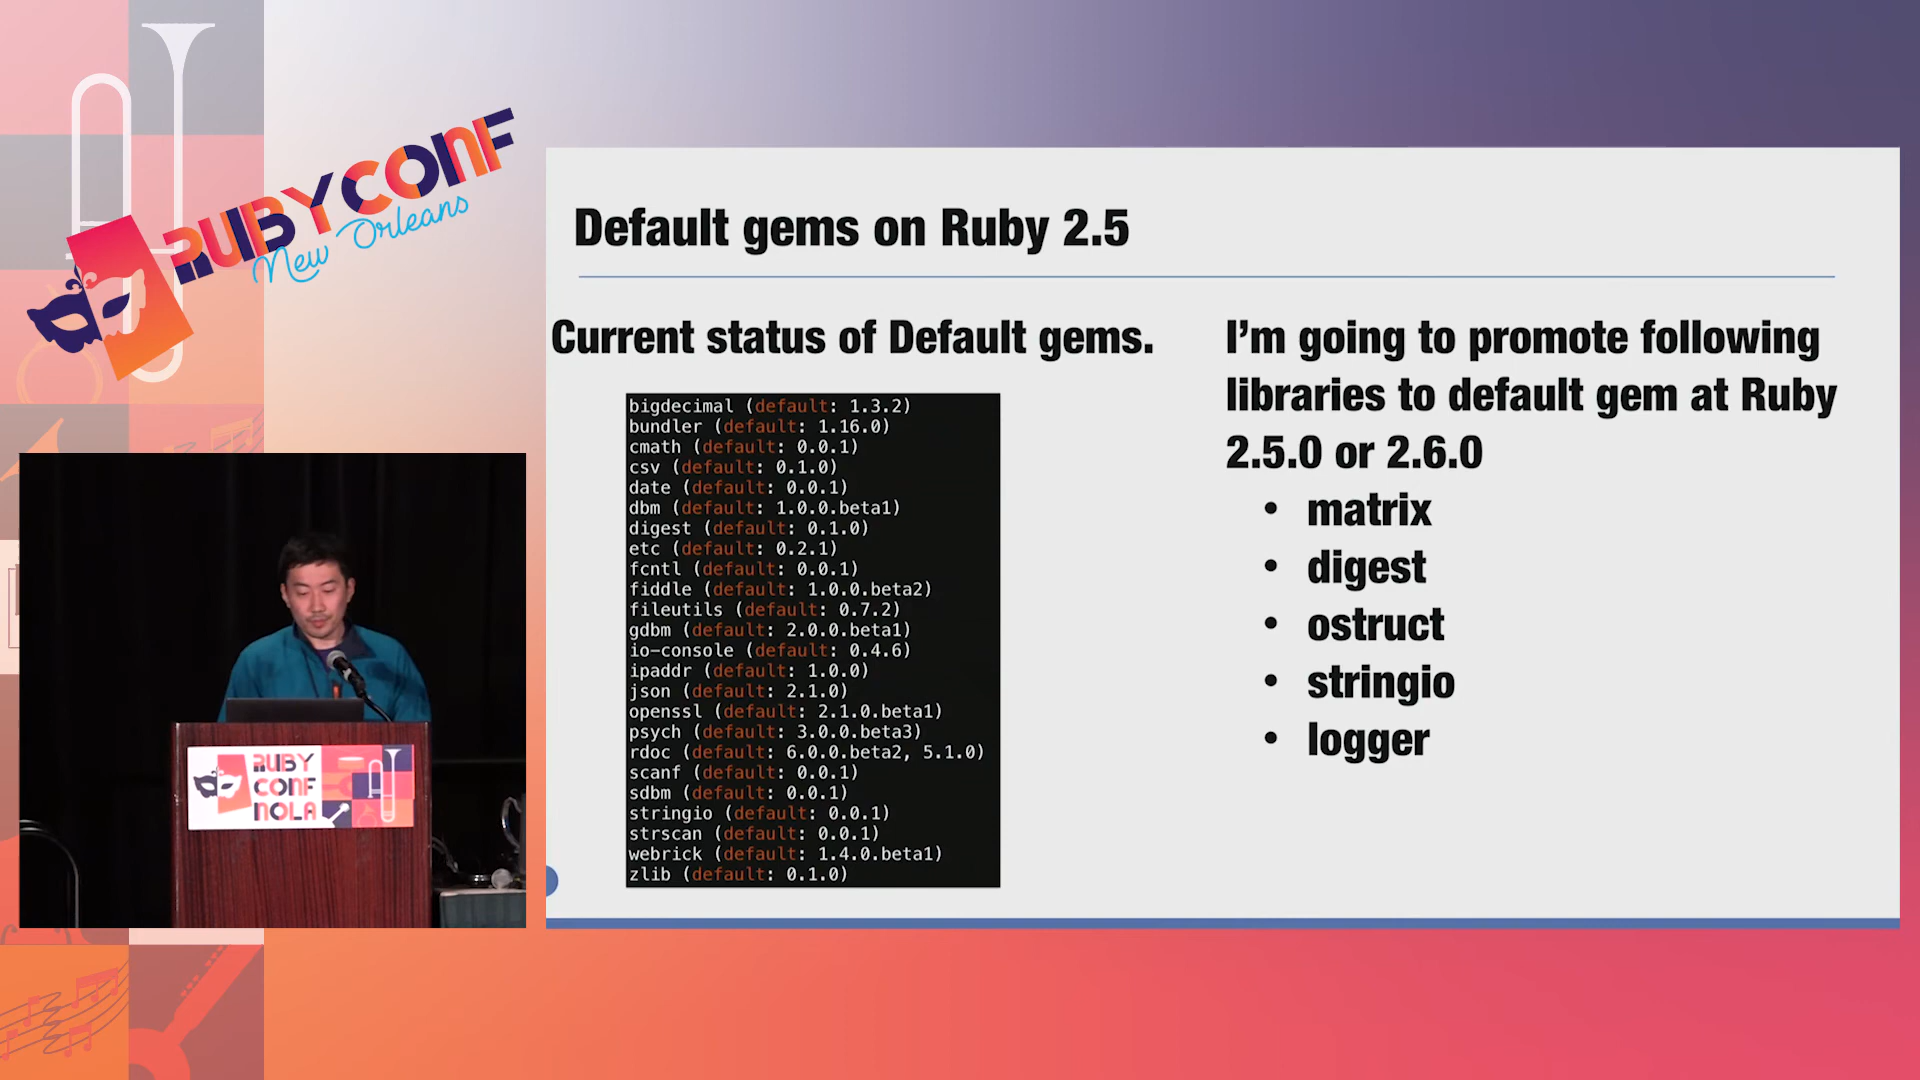 RUBYCONF
New Orleans
Default gems on Ruby 2.5
Current status of Default gems.
bigdecimal (default: 1.3.2)
bundler (default: 1.16.0)
cmath (default: 0.0.1)
csv (default: 0.1.0)
date (default: 0.0.1)
dbm (default: 1.0.0.beta1)
digest (default: 0.1.0)
etc (default: 0.2.1)
fcntl (default: 0.0.1)
fiddle (default: 1.0.0.beta2)
fileutils (default: 0.7.2)
gdbm (default: 2.0.0.beta1)
io-console (default: 0.4.6)
ipaddr (default: 1.0.0)
json (default: 2.1.0)
openssl (default: 2.1.0.beta1)
psych (default: 3.0.0.beta3)
rdoc (default: 6.0.0.beta2, 5.1.0)
scanf (default: 0.0.1)
sdbm (default: 0.0.1)
stringio (default: 0.0.1)
strscan (default: 0.0.1)
webrick (default: 1.4.0.beta1)
zlib (default: 0.1.0)
I’m going to promote following
libraries to default gem at Ruby
2.5.0 or 2.6.0
• matrix
• digest
• ostruct
• stringio
• logger
RUBY
CONF
NOLA